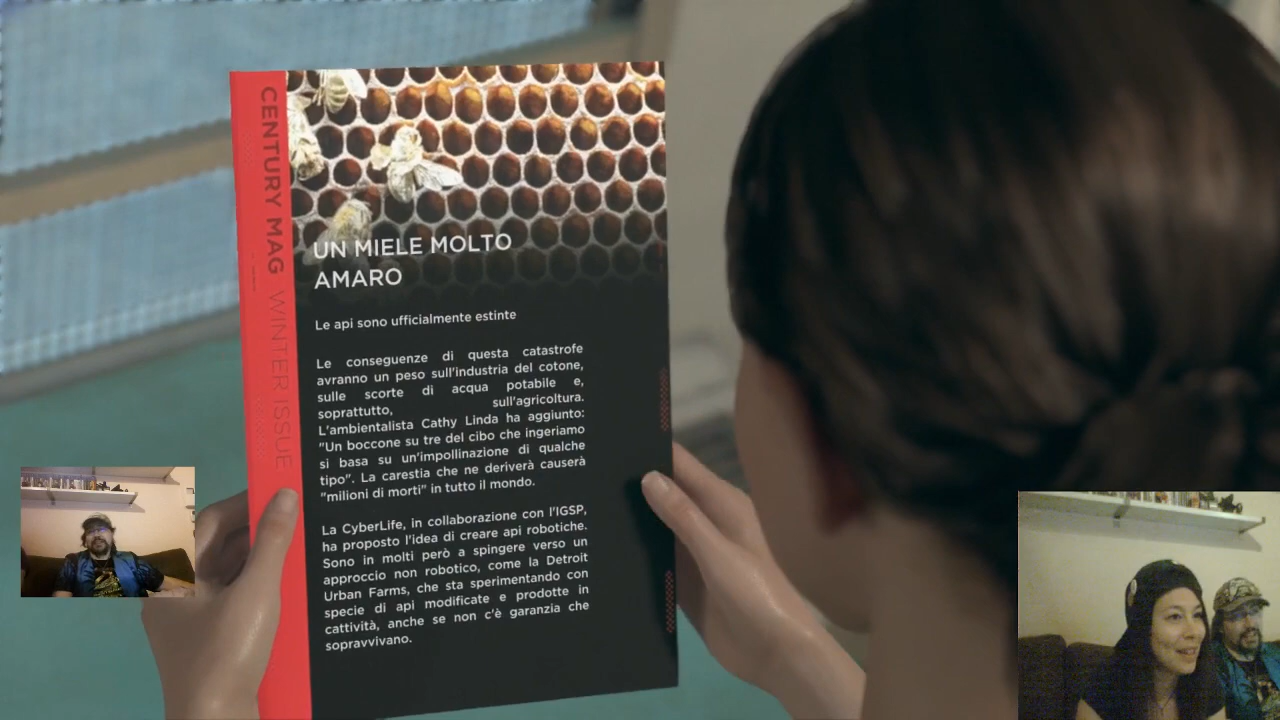 CENTURY MAG WINTER ISSUE
UN MIELE MOLTO
AMARO
Le api sono ufficialmente estinte
Le conseguenze di questa catastrofe
avranno un peso sull'industria del cotone,
sulle scorte di acqua potabile e,
soprattutto, sull'agricoltura.
L'ambientalista Cathy Linda ha aggiunto:
"Un boccone su tre del cibo che ingeriamo
si basa su un'impollinazione di qualche
tipo". La carestia che ne deriverà causerà
"milioni di morti" in tutto il mondo.
La CyberLife, in collaborazione con l'IGSP,
ha proposto l'idea di creare api robotiche.
Sono in molti però a spingere verso un
approccio non robotico, come la Detroit
Urban Farms, che sta sperimentando con
specie di api modificate e prodotte in
cattività, anche se non c'è garanzia che
sopravvivano.